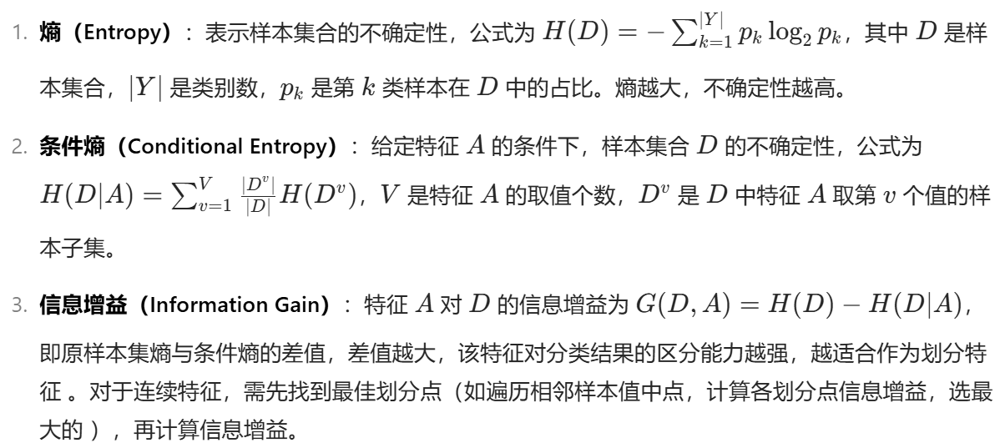 1. 熵（Entropy）：表示样本集合的不确定性，公式为 $H(D) = -\sum_{k=1}^{|Y|} p_k \log_2 p_k$，其中 $D$ 是样
本集合，$|Y|$ 是类别数，$p_k$ 是第 $k$ 类样本在 $D$ 中的占比。熵越大，不确定性越高。
2. 条件熵（Conditional Entropy）：给定特征 $A$ 的条件下，样本集合 $D$ 的不确定性，公式为
$H(D|A) = \sum_{v=1}^{V} \frac{|D^v|}{|D|} H(D^v)$，$V$ 是特征 $A$ 的取值个数，$D^v$ 是 $D$ 中特征 $A$ 取第 $v$ 个值的样
本子集。
3. 信息增益（Information Gain）：特征 $A$ 对 $D$ 的信息增益为 $G(D, A) = H(D) - H(D|A)$，
即原样本集熵与条件熵的差值，差值越大，该特征对分类结果的区分能力越强，越适合作为划分特
征 。对于连续特征，需先找到最佳划分点（如遍历相邻样本值中点，计算各划分点信息增益，选最
大的 ），再计算信息增益。